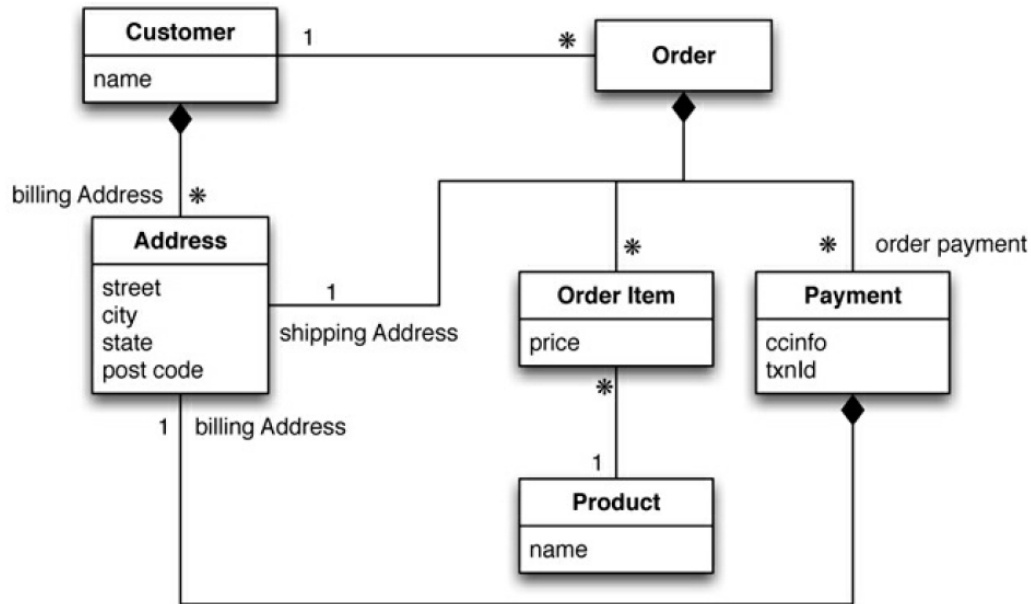 Customer
name
1
*
Order
billing Address
*
Address
street
city
state
post code
1
shipping Address
*
Order Item
price
*
order payment
Payment
ccinfo
txnId
1
billing Address
*
1
Product
name